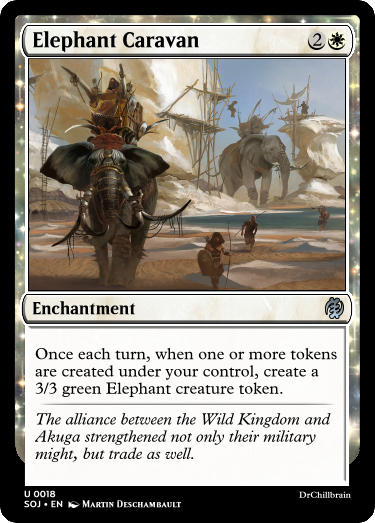 Elephant Caravan 2
Enchantment
Once each turn, when one or more tokens
are created under your control, create a
3/3 green Elephant creature token.
The alliance between the Wild Kingdom and
Akuga strengthened not only their military
might, but trade as well.
U 0018
SOJ • EN Martin Deschambault
DrChillbrain